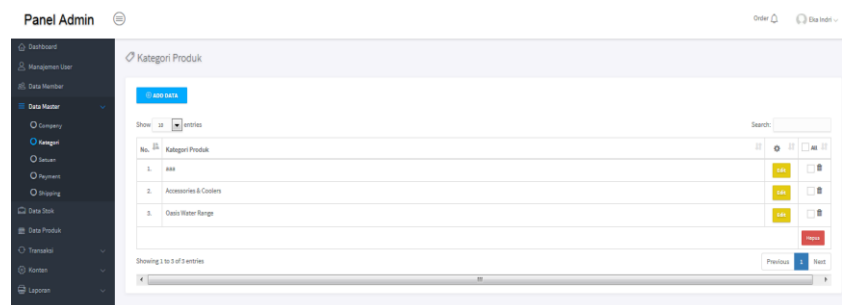 Panel Admin
Order
Eka Indri
Dashboard
Manajemen User
Data Member
Data Master
Company
Kategori
Satuan
Payment
Shipping
Data Stok
Data Produk
Transaksi
Konten
Laporan
Kategori Produk
ADD DATA
Show 10 entries
Search:
No. Kategori Produk All
1. aaa Edit
2. Accessories & Coolers Edit
3. Oasis Water Range Edit
Hapus
Showing 1 to 3 of 3 entries
Previous 1 Next